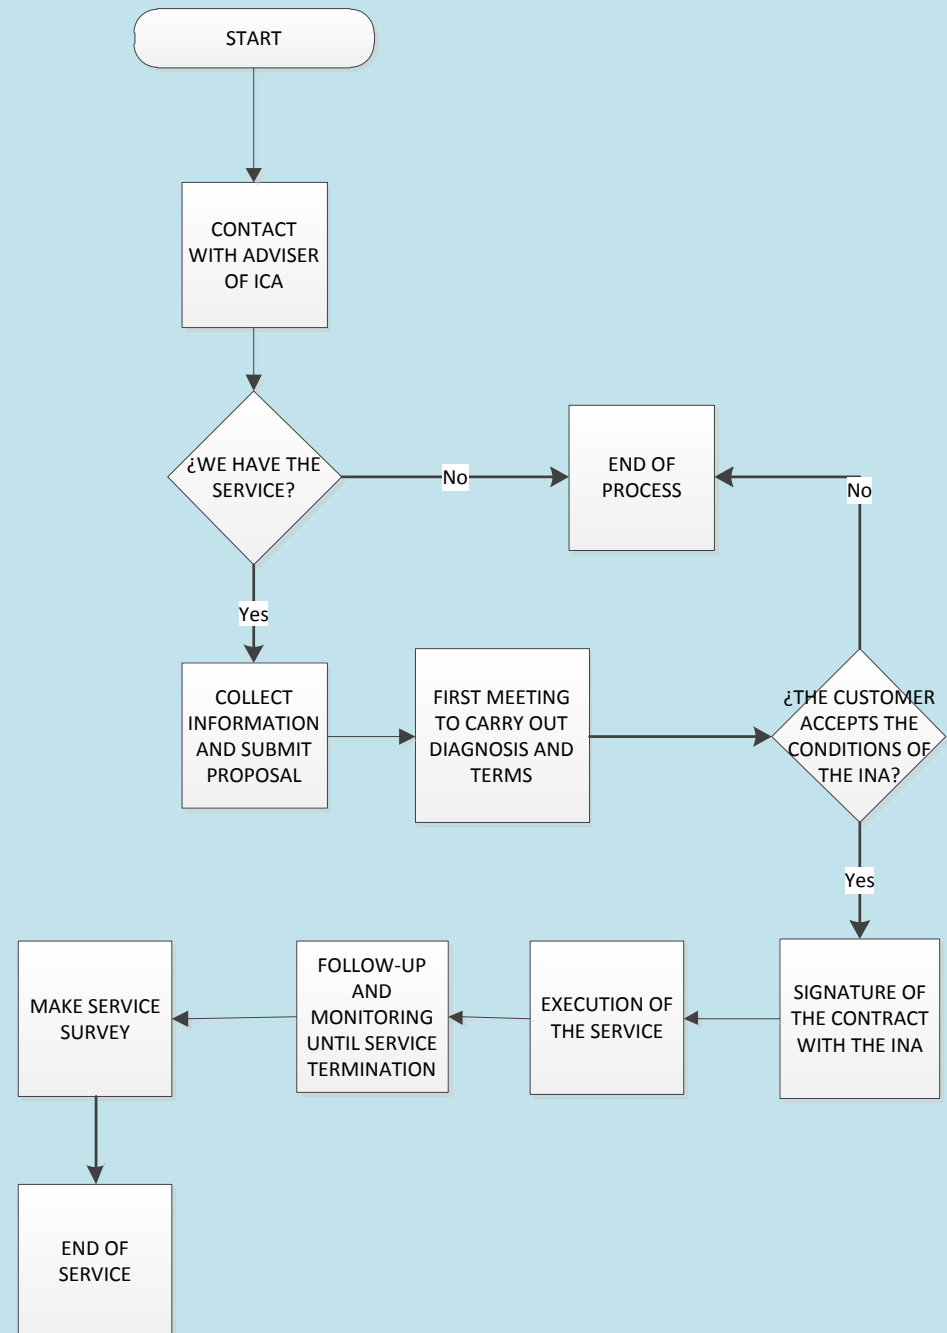 START
CONTACT
WITH ADVISER
OF ICA
¿WE HAVE THE
SERVICE?
No
END OF
PROCESS
No
Yes
COLLECT
INFORMATION
AND SUBMIT
PROPOSAL
FIRST MEETING
TO CARRY OUT
DIAGNOSIS AND
TERMS
¿THE CUSTOMER
ACCEPTS THE
CONDITIONS OF
THE INA?
Yes
SIGNATURE OF
THE CONTRACT
WITH THE INA
EXECUTION OF
THE SERVICE
FOLLOW-UP
AND
MONITORING
UNTIL SERVICE
TERMINATION
MAKE SERVICE
SURVEY
END OF
SERVICE